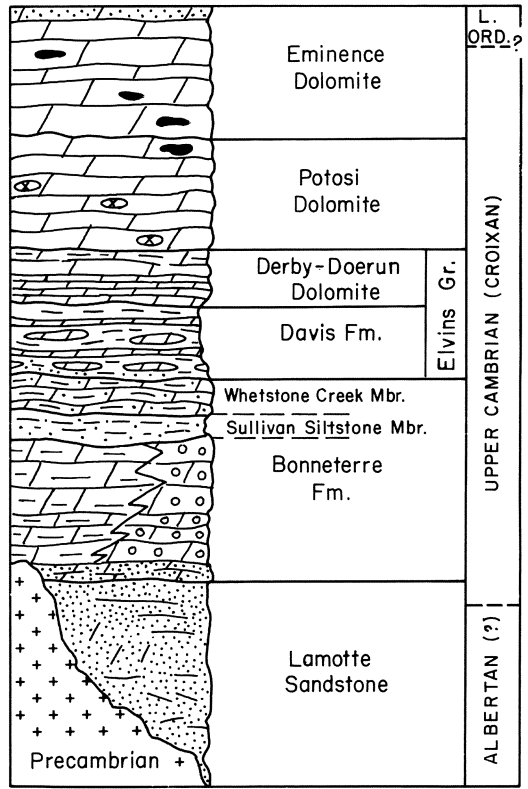 L.
ORD.?
Eminence
Dolomite
Potosi
Dolomite
Derby-Doerun
Dolomite
Davis Fm.
Elvins Gr.
Whetstone Creek Mbr.
Sullivan Siltstone Mbr.
Bonneterre
Fm.
UPPER CAMBRIAN (CROIXAN)
Lamotte
Sandstone
ALBERTAN (?)
Precambrian